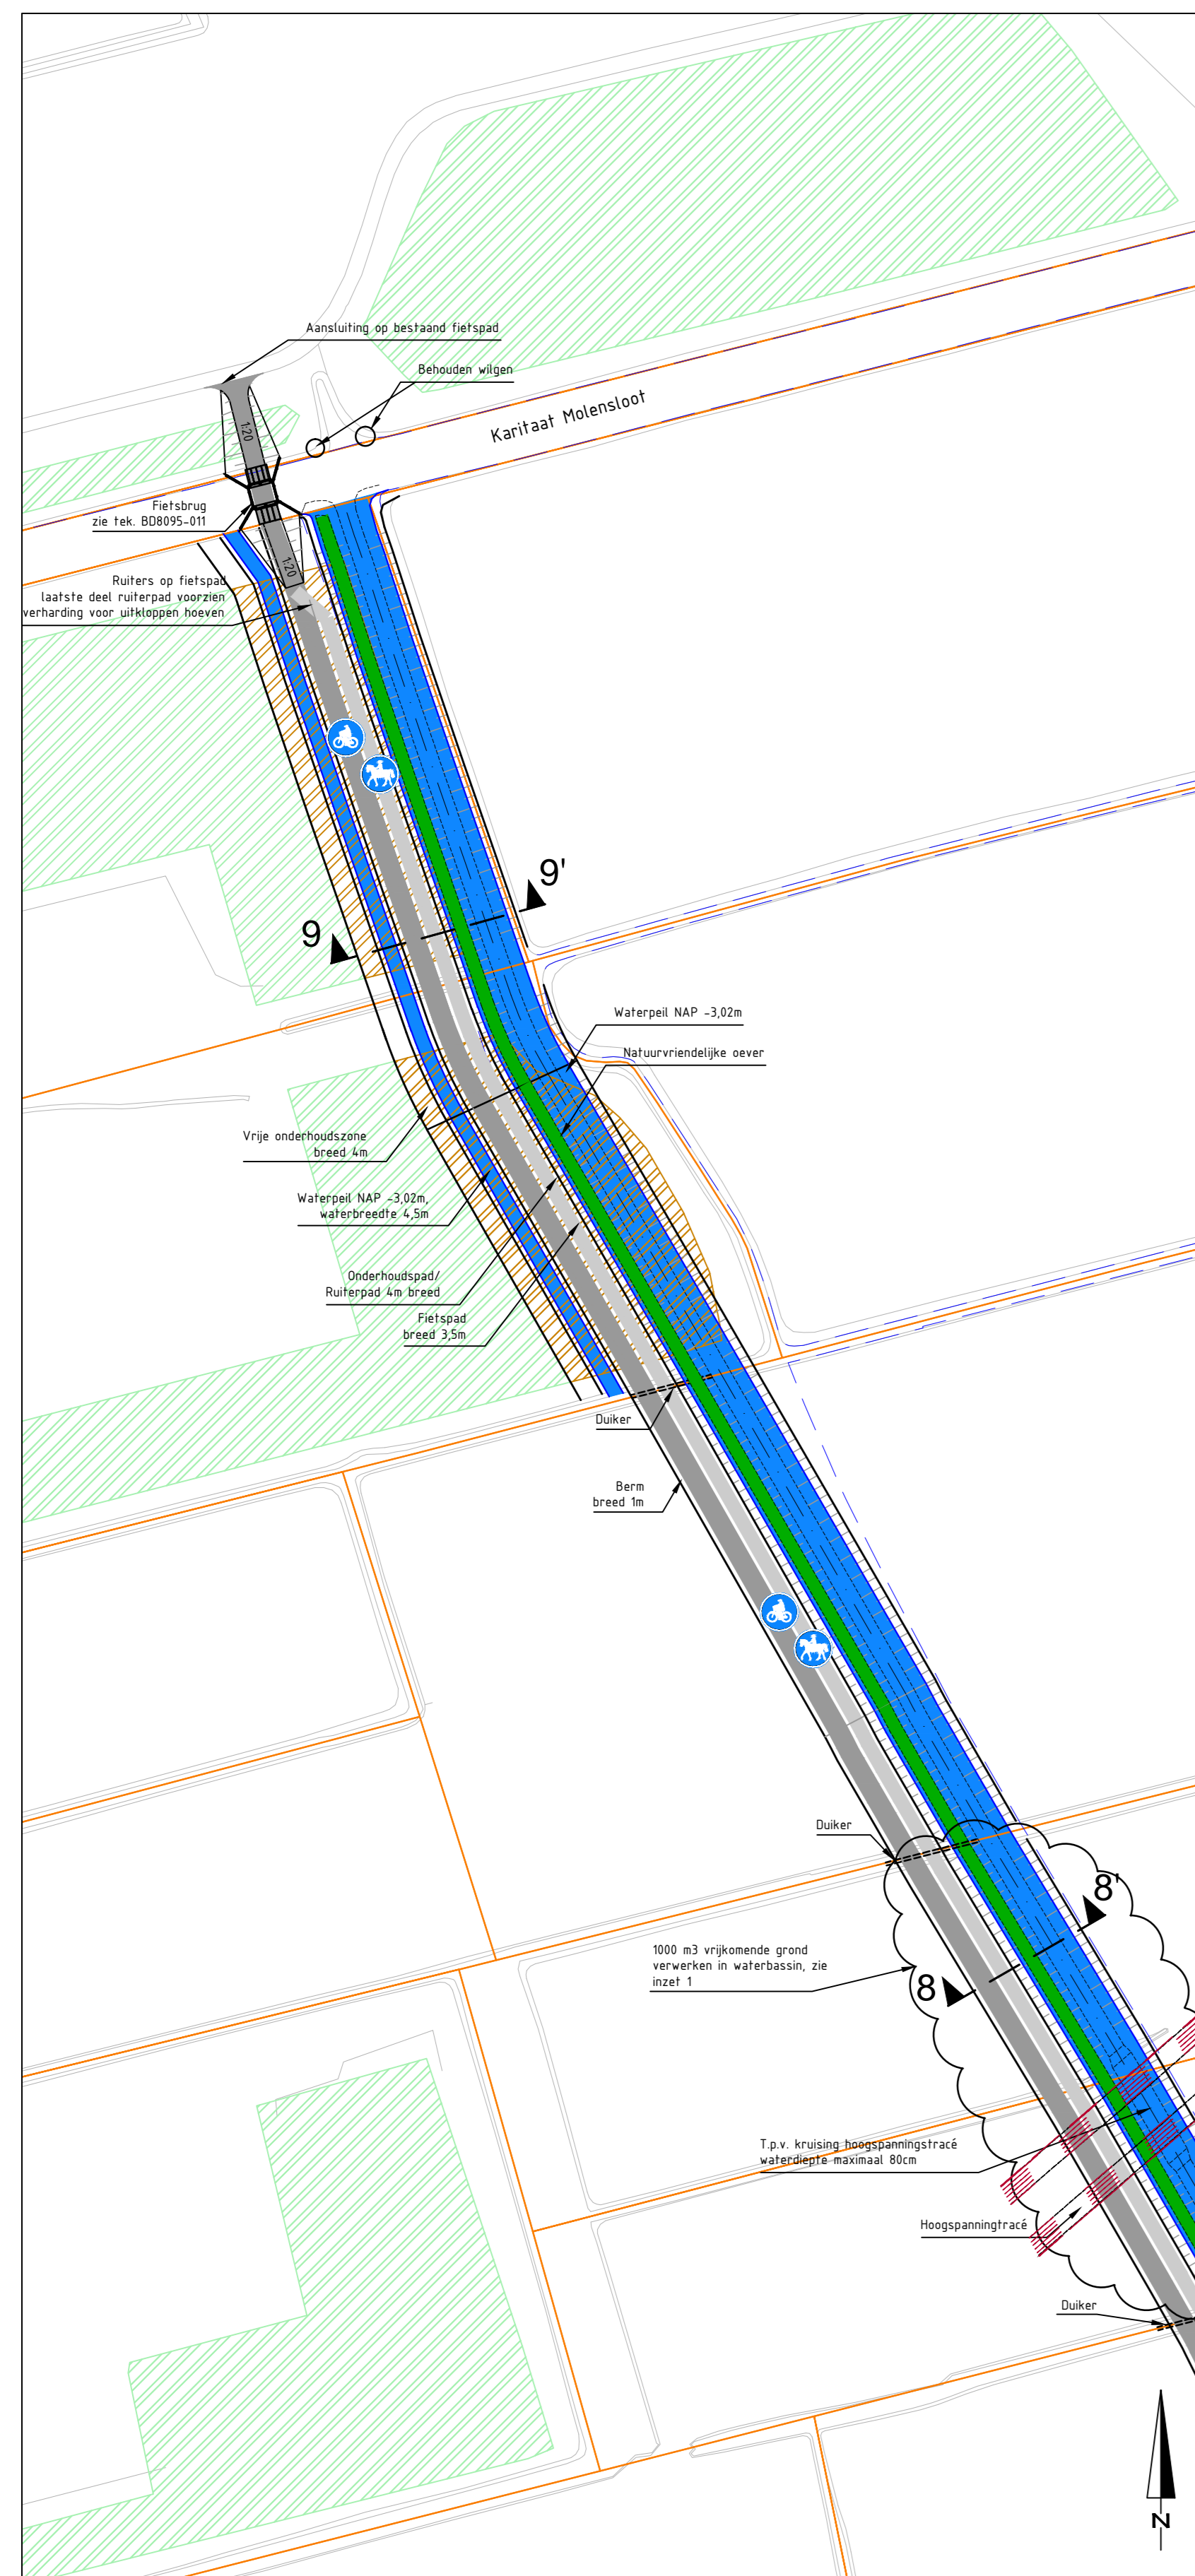 Aansluiting op bestaand fietspad
Behouden wilgen
Karitaat Molensloot
1:20
Fietsbrug
zie tek. BD8095-011
1:20
Ruiters op fietspad
laatste deel ruiterpad voorzien
verharding voor uitkloppen hoeven
9'
9
Waterpeil NAP -3,02m
Natuurvriendelijke oever
Vrije onderhoudszone
breed 4m
Waterpeil NAP -3,02m,
waterbreedte 4,5m
Onderhoudspad/
Ruiterpad 4m breed
Fietspad
breed 3,5m
Duiker
Berm
breed 1m
Duiker
8'
1000 m3 vrijkomende grond
verwerken in waterbassin, zie
inzet 1
8
T.p.v. kruising hoogspanningstracé
waterdiepte maximaal 80cm
Hoogspanningtracé
Duiker
N